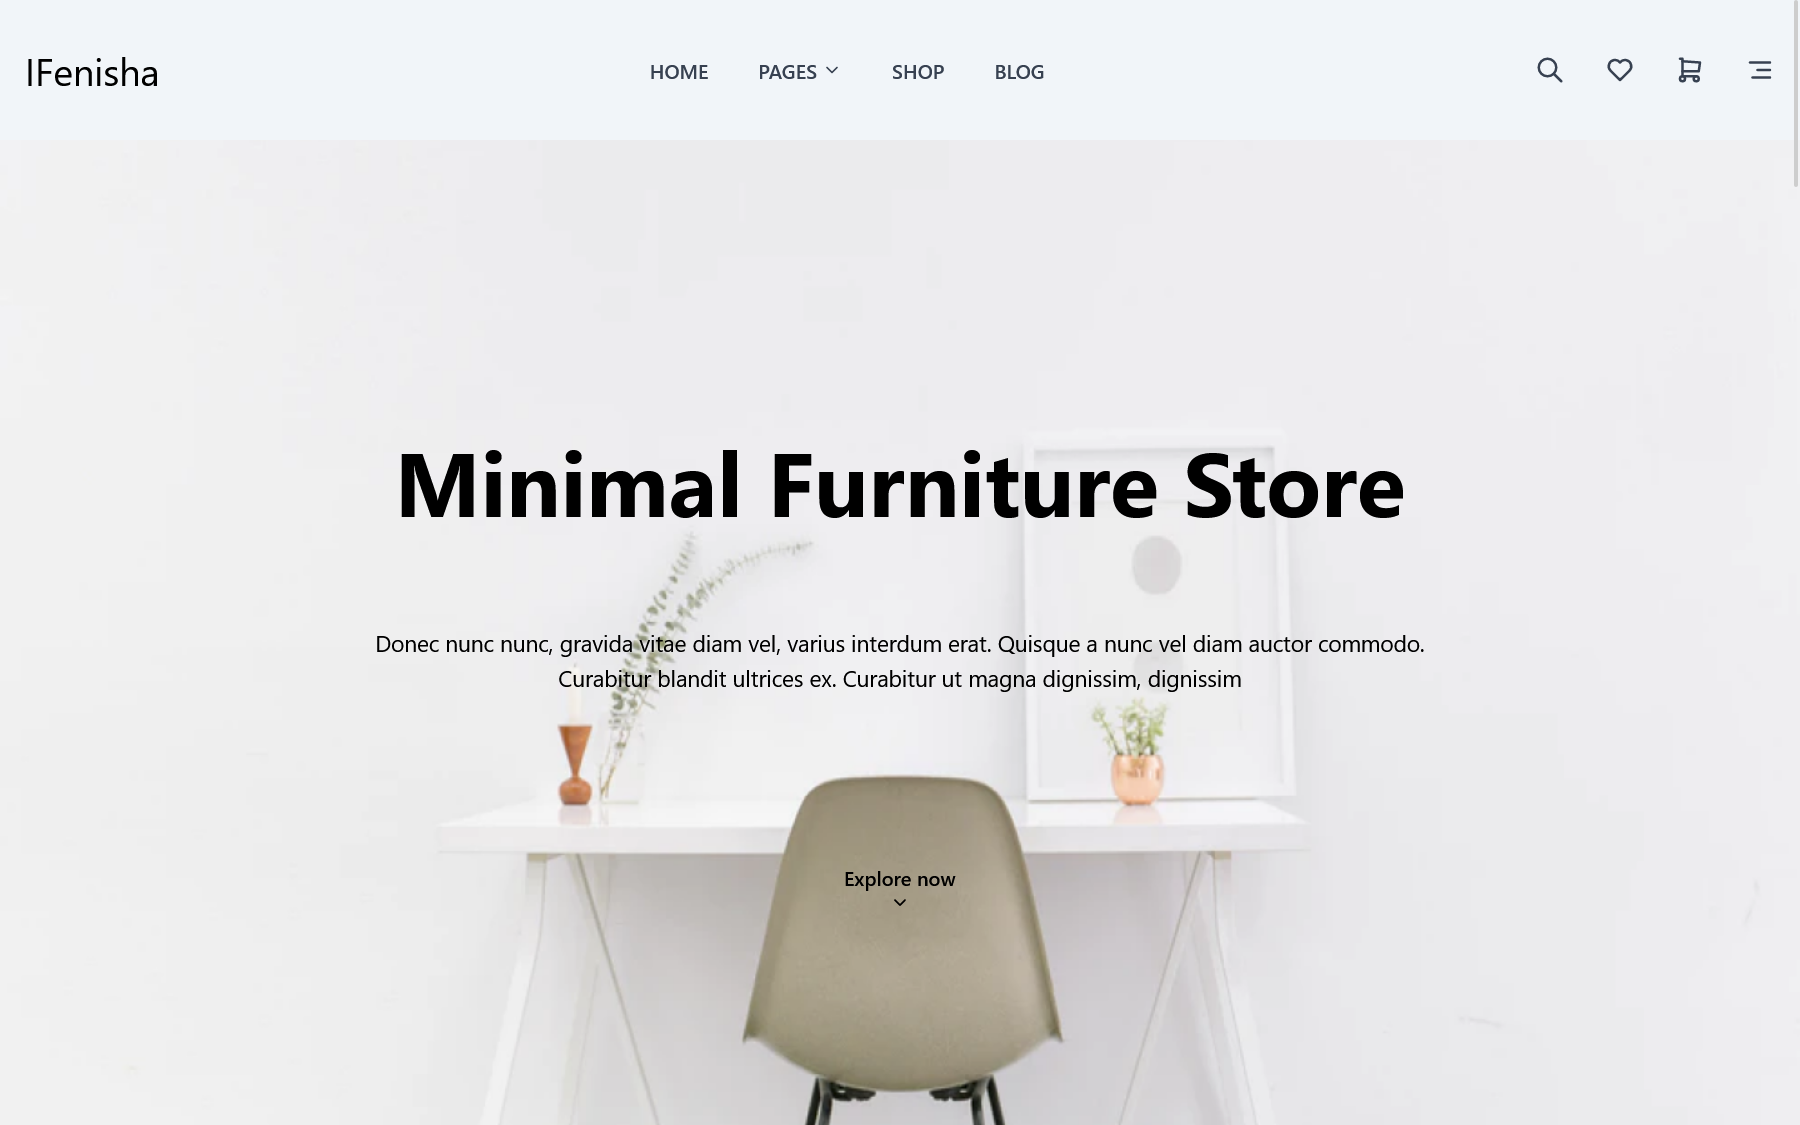 IFenisha
HOME
PAGES
SHOP
BLOG
Minimal Furniture Store
Donec nunc nunc, gravida vitae diam vel, varius interdum erat. Quisque a nunc vel diam auctor commodo.
Curabitur blandit ultrices ex. Curabitur ut magna dignissim, dignissim
Explore now